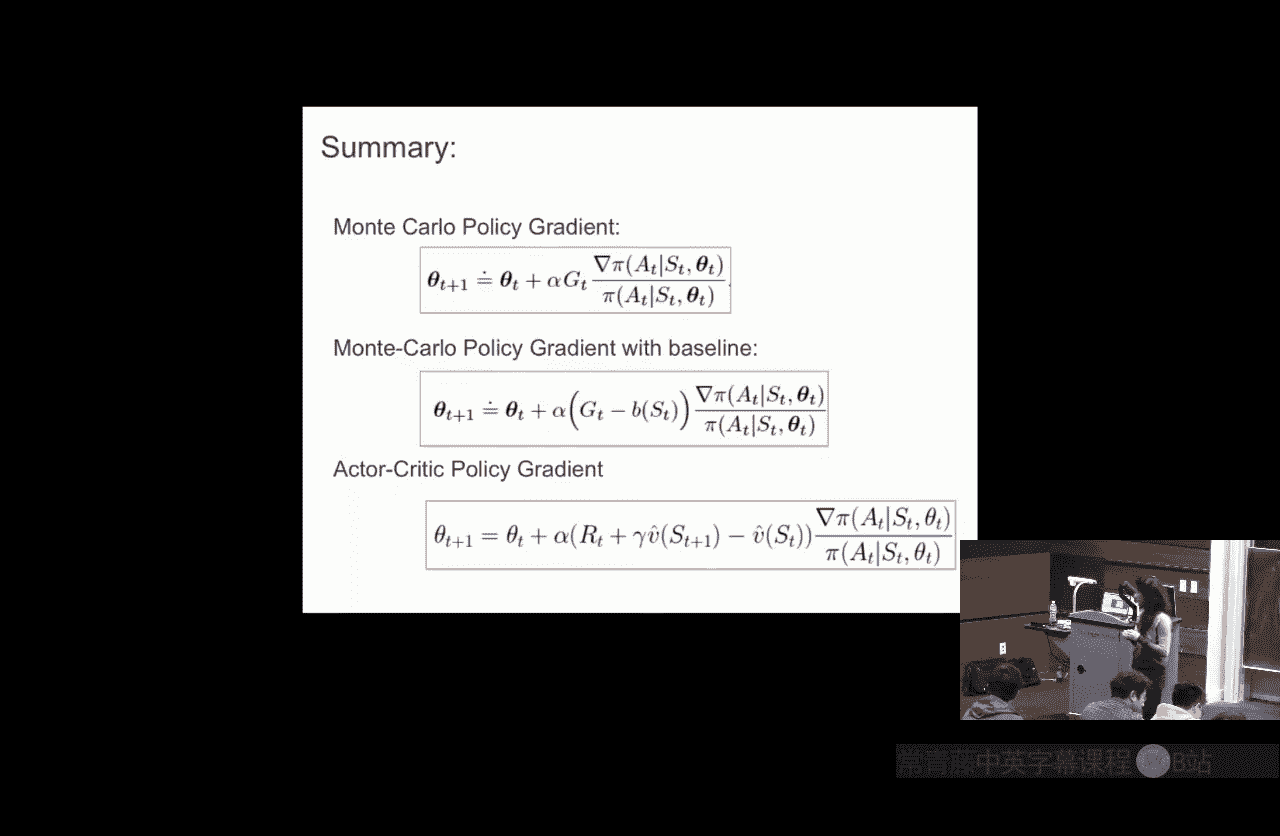 Summary:
Monte Carlo Policy Gradient:
θ_{t+1} ≐ θ_t + αG_t ∇π(A_t|S_t, θ_t) / π(A_t|S_t, θ_t).
Monte-Carlo Policy Gradient with baseline:
θ_{t+1} ≐ θ_t + α(G_t − b(S_t)) ∇π(A_t|S_t, θ_t) / π(A_t|S_t, θ_t)
Actor-Critic Policy Gradient
θ_{t+1} = θ_t + α(R_t + γv̂(S_{t+1}) − v̂(S_t)) ∇π(A_t|S_t, θ_t) / π(A_t|S_t, θ_t)
中英字幕课程 B站